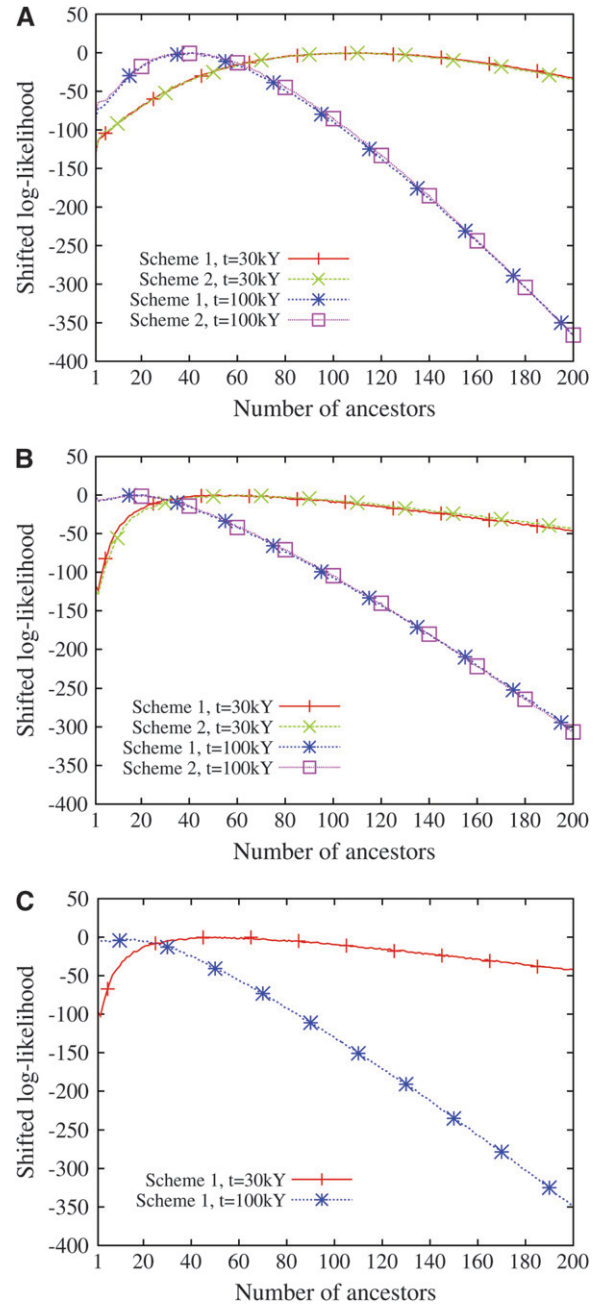 A
50
0
-50
-100
-150
-200
-250
-300
-350
-400
Shifted log-likelihood
Scheme 1, t=30kY
Scheme 2, t=30kY
Scheme 1, t=100kY
Scheme 2, t=100kY
1 20 40 60 80 100 120 140 160 180 200
Number of ancestors
B
50
0
-50
-100
-150
-200
-250
-300
-350
-400
Shifted log-likelihood
Scheme 1, t=30kY
Scheme 2, t=30kY
Scheme 1, t=100kY
Scheme 2, t=100kY
1 20 40 60 80 100 120 140 160 180 200
Number of ancestors
C
50
0
-50
-100
-150
-200
-250
-300
-350
-400
Shifted log-likelihood
Scheme 1, t=30kY
Scheme 1, t=100kY
1 20 40 60 80 100 120 140 160 180 200
Number of ancestors